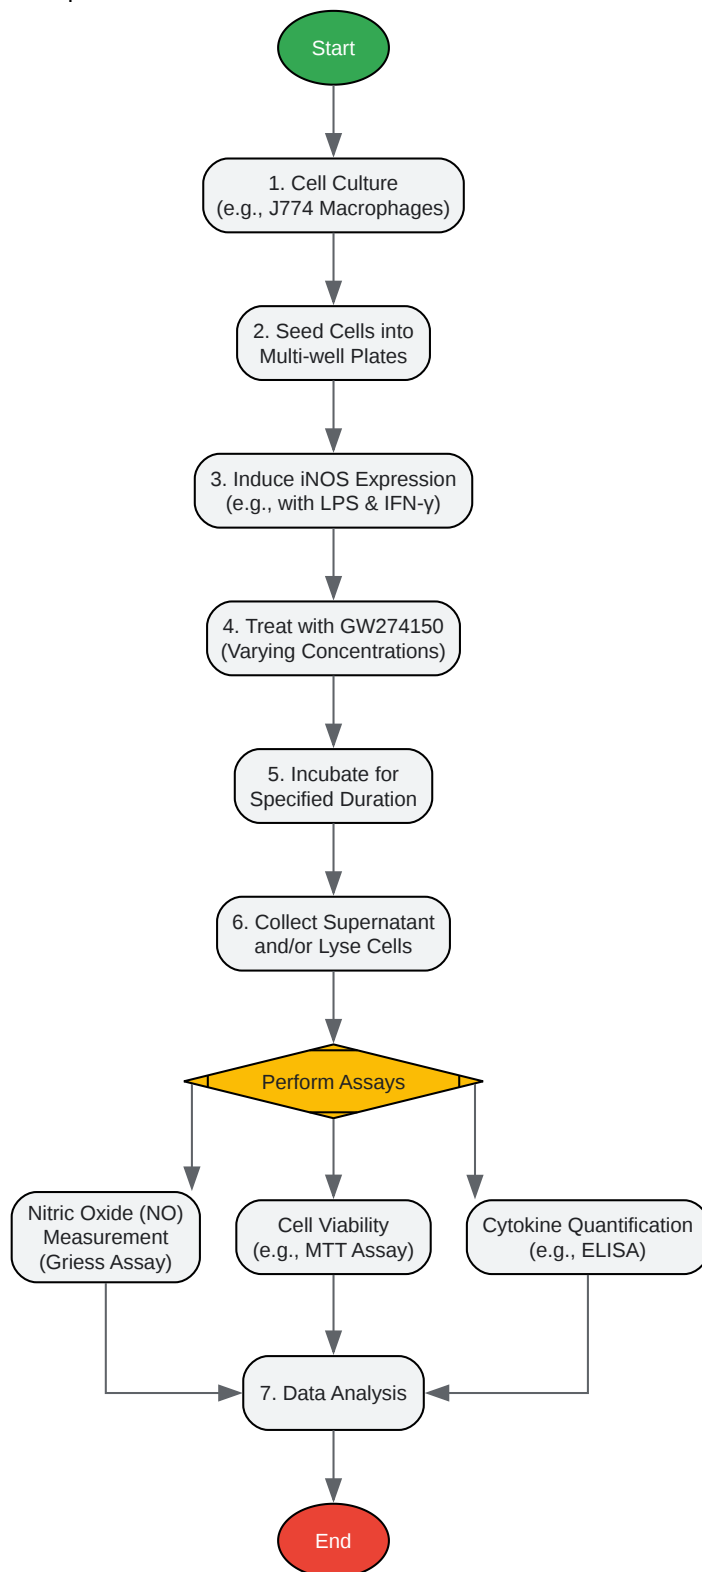 Start
1. Cell Culture
(e.g., J774 Macrophages)
2. Seed Cells into
Multi-well Plates
3. Induce iNOS Expression
(e.g., with LPS & IFN-γ)
4. Treat with GW274150
(Varying Concentrations)
5. Incubate for
Specified Duration
6. Collect Supernatant
and/or Lyse Cells
Perform Assays
Nitric Oxide (NO)
Measurement
(Griess Assay)
Cell Viability
(e.g., MTT Assay)
Cytokine Quantification
(e.g., ELISA)
7. Data Analysis
End